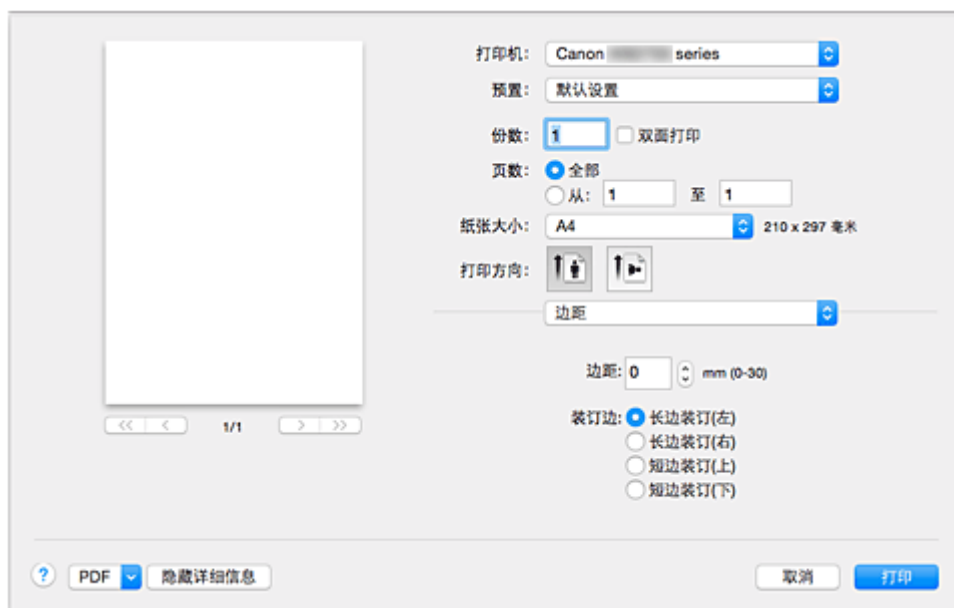 打印机: Canon series
预置: 默认设置
份数: 1 双面打印
页数: 全部
从: 1 至 1
纸张大小: A4 210 x 297 毫米
打印方向:
边距
边距: 0 mm (0-30)
装订边: 长边装订(左)
长边装订(右)
短边装订(上)
短边装订(下)
<< < 1/1 > >>
? PDF 隐藏详细信息 取消 打印